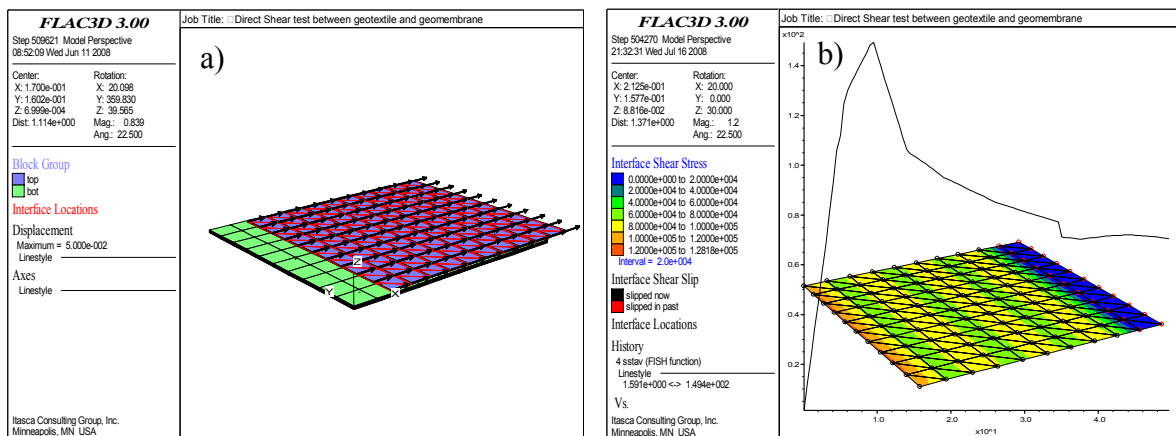 FLAC3D 3.00
Step 509621 Model Perspective
08:52:09 Wed Jun 11 2008
Center:
X: 1.700e-001
Y: 1.602e-001
Z: 6.999e-004
Dist: 1.114e+000
Rotation:
X: 20.098
Y: 359.830
Z: 39.565
Mag.: 0.839
Ang.: 22.500
Block Group
top
bot
Interface Locations
Displacement
Maximum = 5.000e-002
Linestyle
Axes
Linestyle
Itasca Consulting Group, Inc.
Minneapolis, MN USA
Job Title: □Direct Shear test between geotextile and geomembrane
a)
Z
Y
X
FLAC3D 3.00
Step 504270 Model Perspective
21:32:31 Wed Jul 16 2008
Center:
X: 2.125e-001
Y: 1.577e-001
Z: 8.816e-002
Dist: 1.371e+000
Rotation:
X: 20.000
Y: 0.000
Z: 30.000
Mag.: 1.2
Ang.: 22.500
Interface Shear Stress
0.0000e+000 to 2.0000e+004
2.0000e+004 to 4.0000e+004
4.0000e+004 to 6.0000e+004
6.0000e+004 to 8.0000e+004
8.0000e+004 to 1.0000e+005
1.0000e+005 to 1.2000e+005
1.2000e+005 to 1.2818e+005
Interval = 2.0e+004
Interface Shear Slip
slipped now
slipped in past
Interface Locations
History
4 sstav (FISH function)
Linestyle
1.591e+000 <-> 1.494e+002
Vs.
Itasca Consulting Group, Inc.
Minneapolis, MN USA
Job Title: □Direct Shear test between geotextile and geomembrane
x10^2
b)
1.4
1.2
1.0
0.8
0.6
0.4
0.2
1.0
2.0
3.0
4.0
x10^1